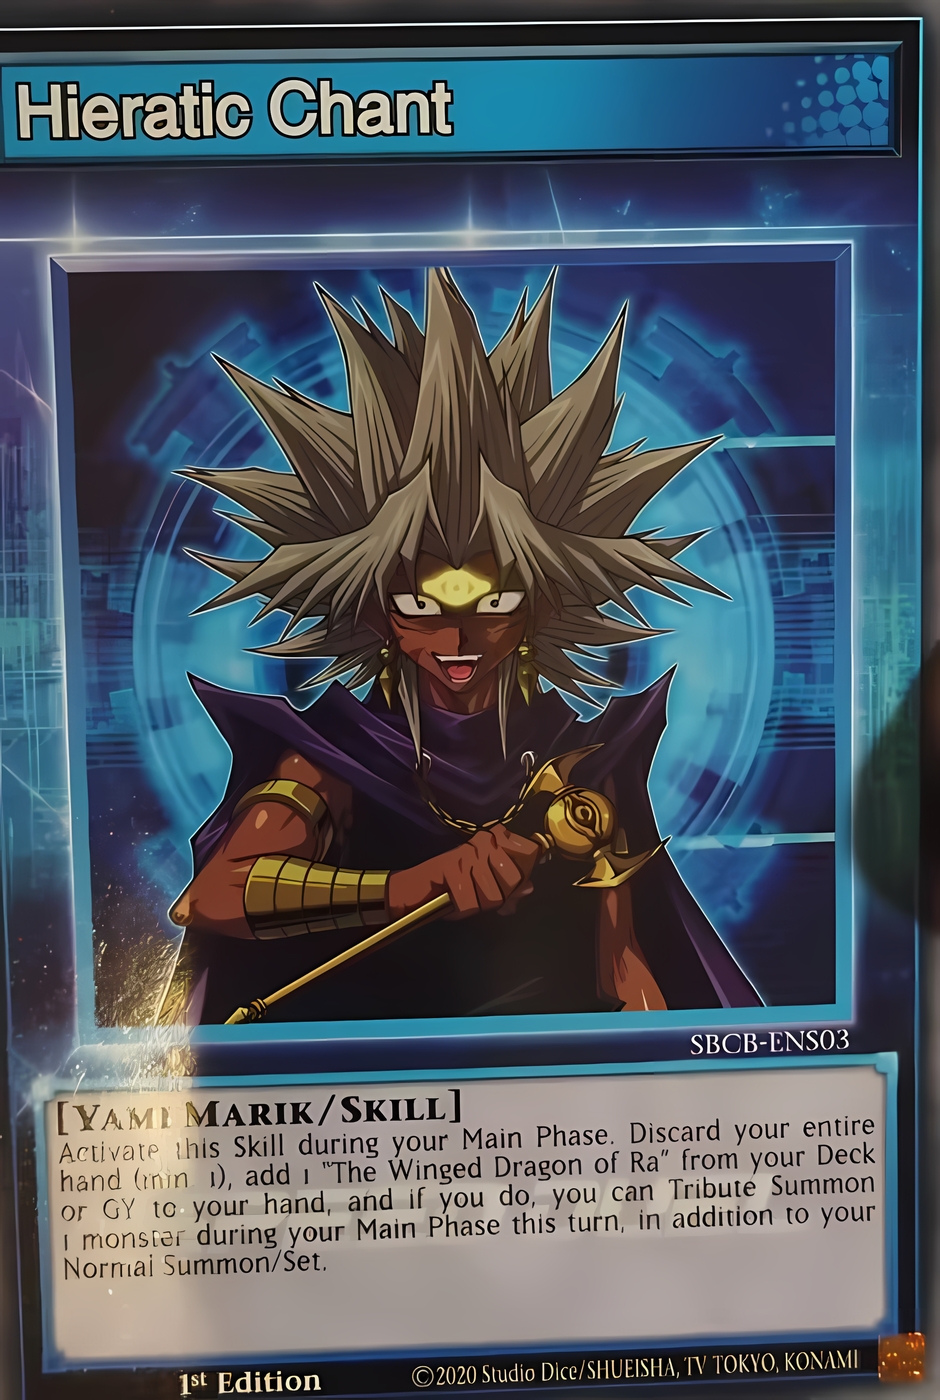 Hieratic Chant
SBCB-ENS03
[YAMI MARIK/SKILL]
Activate this Skill during your Main Phase. Discard your entire
hand (min 1), add 1 "The Winged Dragon of Ra" from your Deck
or GY to your hand, and if you do, you can Tribute Summon
1 monster during your Main Phase this turn, in addition to your
Normal Summon/Set.
1st Edition
©2020 Studio Dice/SHUEISHA, TV TOKYO, KONAMI